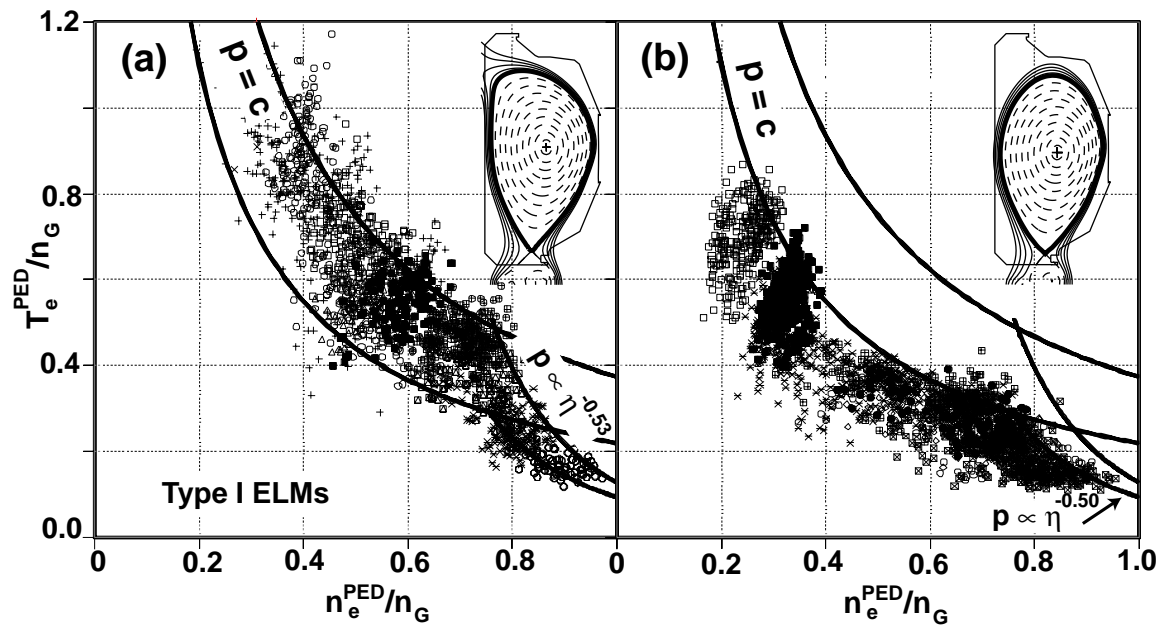 1.2
0.8
0.4
0.0
T_e^PED/n_G
(a)
p = c
p ∝ η^-0.53
Type I ELMs
0
0.2
0.4
0.6
0.8
n_e^PED/n_G
(b)
p = c
p ∝ η^-0.50
0.2
0.4
0.6
0.8
1.0
n_e^PED/n_G